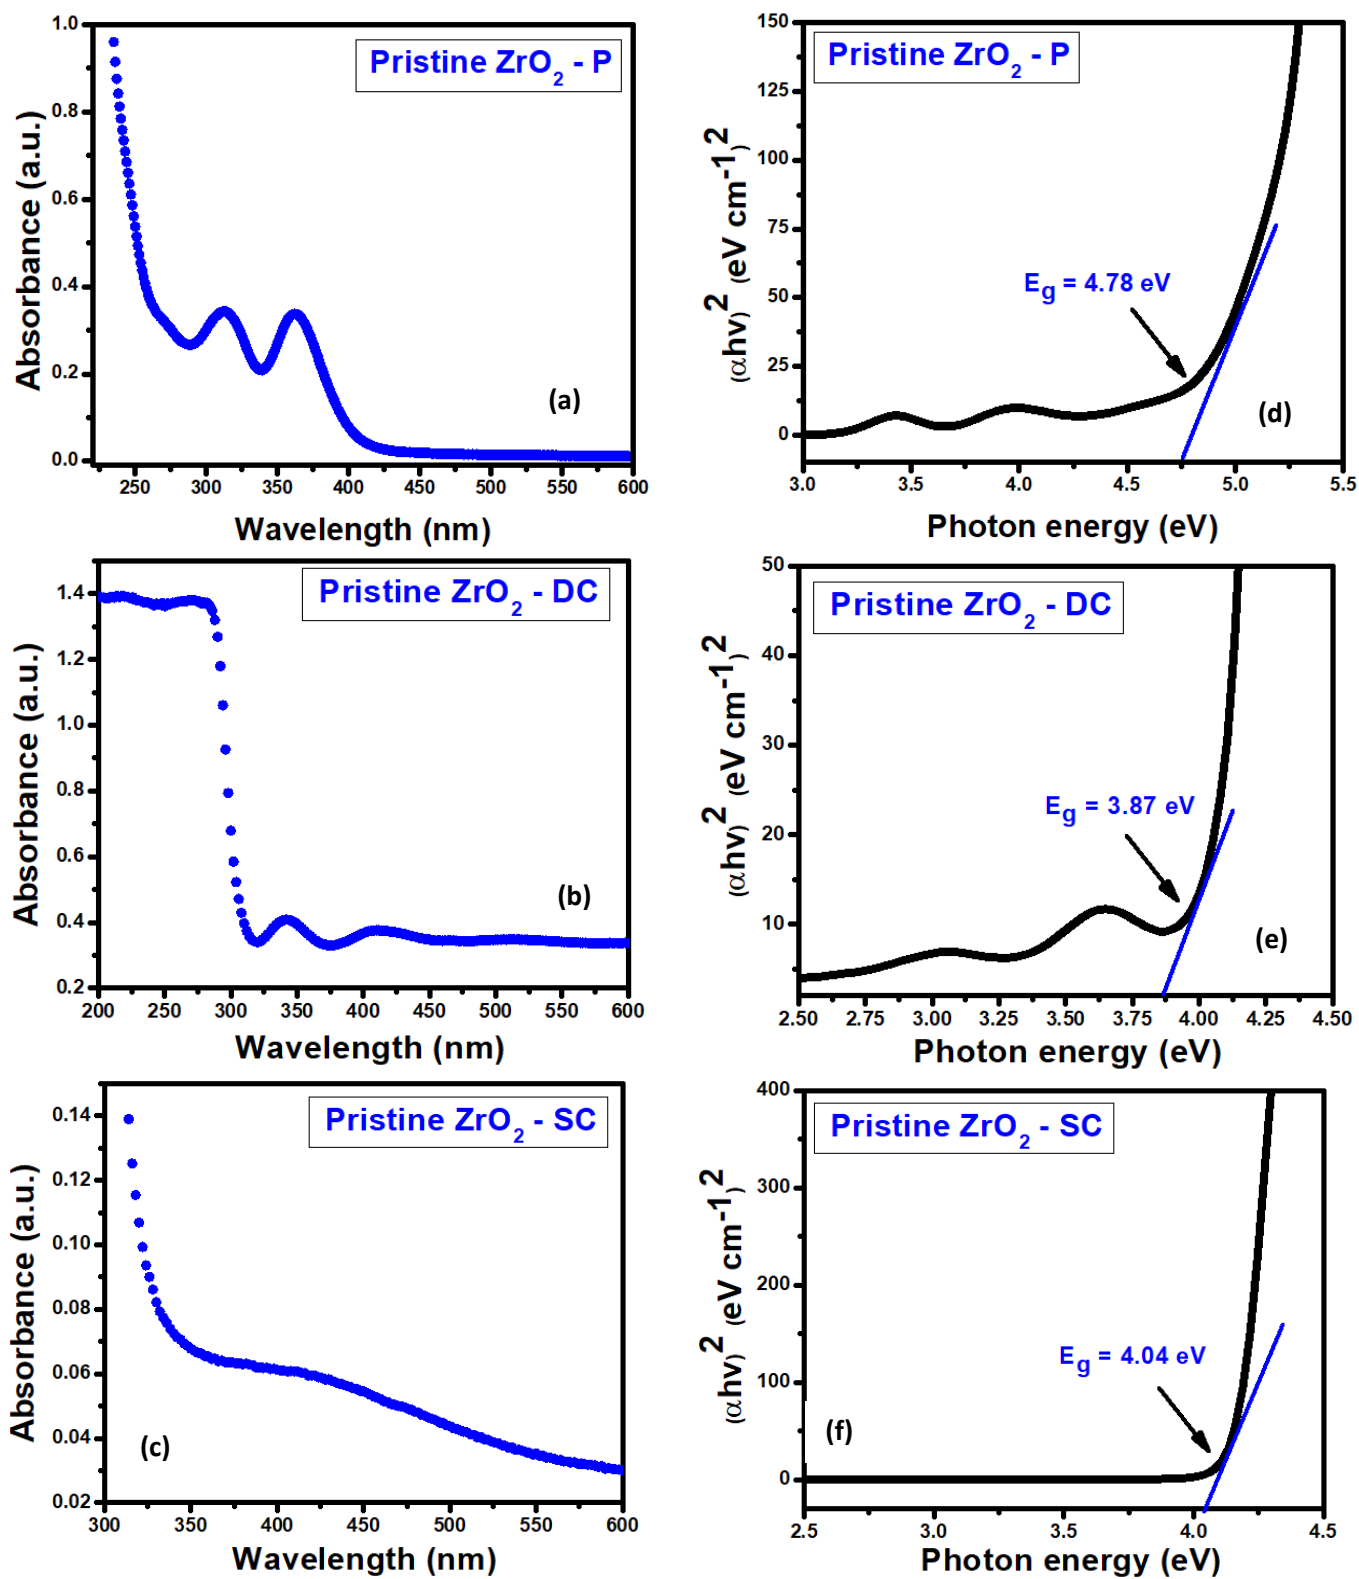 Pristine ZrO2 - P
Absorbance (a.u.)
1.0
0.8
0.6
0.4
0.2
0.0
(a)
250 300 350 400 450 500 550 600
Wavelength (nm)
Pristine ZrO2 - P
(αhv)2 (eV cm-1)2
150
125
100
75
50
25
0
Eg = 4.78 eV
(d)
3.0 3.5 4.0 4.5 5.0 5.5
Photon energy (eV)
Pristine ZrO2 - DC
Absorbance (a.u.)
1.4
1.2
1.0
0.8
0.6
0.4
0.2
(b)
200 250 300 350 400 450 500 550 600
Wavelength (nm)
Pristine ZrO2 - DC
(αhv)2 (eV cm-1)2
50
40
30
20
10
Eg = 3.87 eV
(e)
2.50 2.75 3.00 3.25 3.50 3.75 4.00 4.25 4.50
Photon energy (eV)
Pristine ZrO2 - SC
Absorbance (a.u.)
0.14
0.12
0.10
0.08
0.06
0.04
0.02
(c)
300 350 400 450 500 550 600
Wavelength (nm)
Pristine ZrO2 - SC
(αhv)2 (eV cm-1)2
400
300
200
100
0
Eg = 4.04 eV
(f)
2.5 3.0 3.5 4.0 4.5
Photon energy (eV)